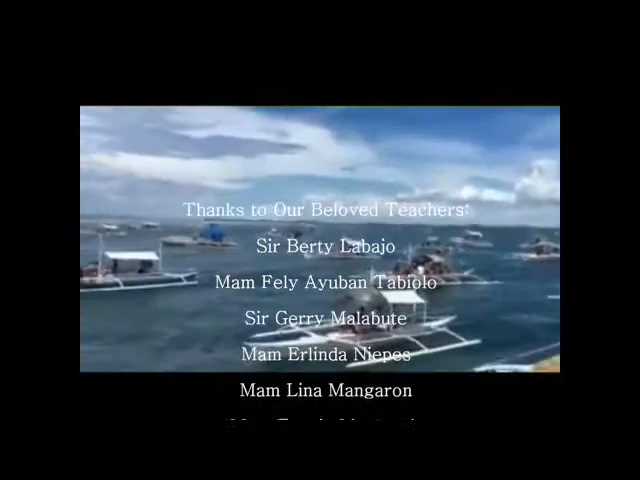 Thanks to Our Beloved Teachers:
Sir Berty Labajo
Mam Fely Ayuban Tabiolo
Sir Gerry Malabute
Mam Erlinda Niepes
Mam Lina Mangaron